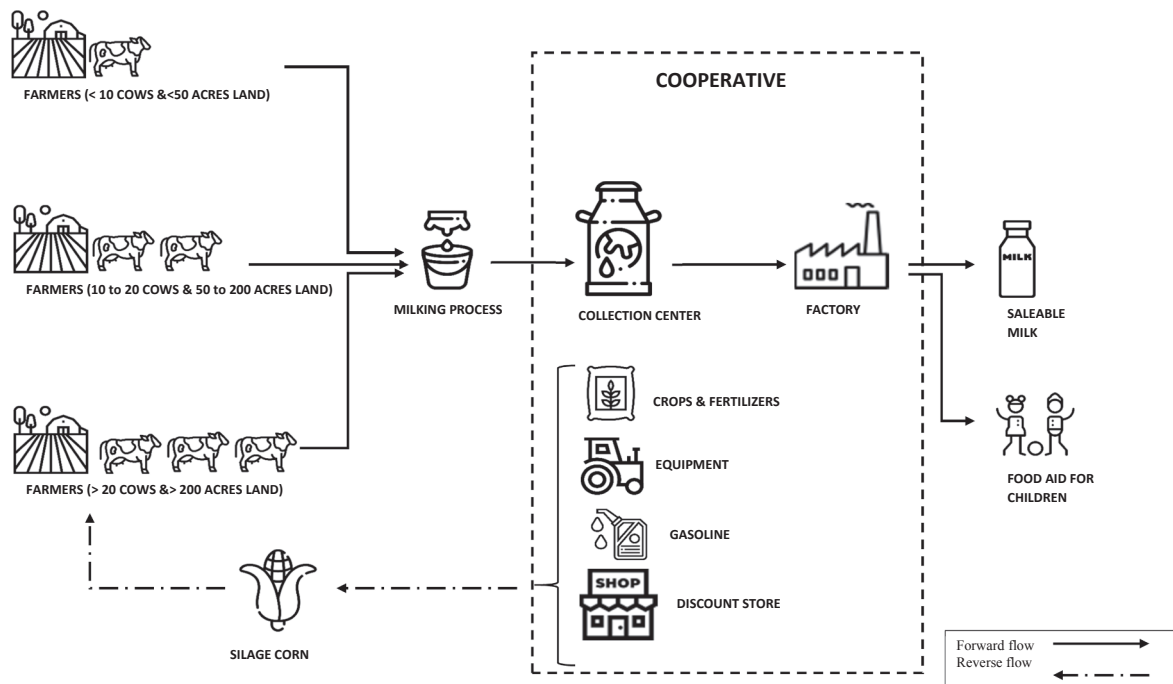 COOPERATIVE
FARMERS (< 10 COWS &<50 ACRES LAND)
FARMERS (10 to 20 COWS & 50 to 200 ACRES LAND)
MILKING PROCESS
COLLECTION CENTER
FACTORY
MILK
SALEABLE
MILK
CROPS & FERTILIZERS
FARMERS (> 20 COWS &> 200 ACRES LAND)
EQUIPMENT
FOOD AID FOR
CHILDREN
GASOLINE
SHOP
DISCOUNT STORE
SILAGE CORN
Forward flow
Reverse flow